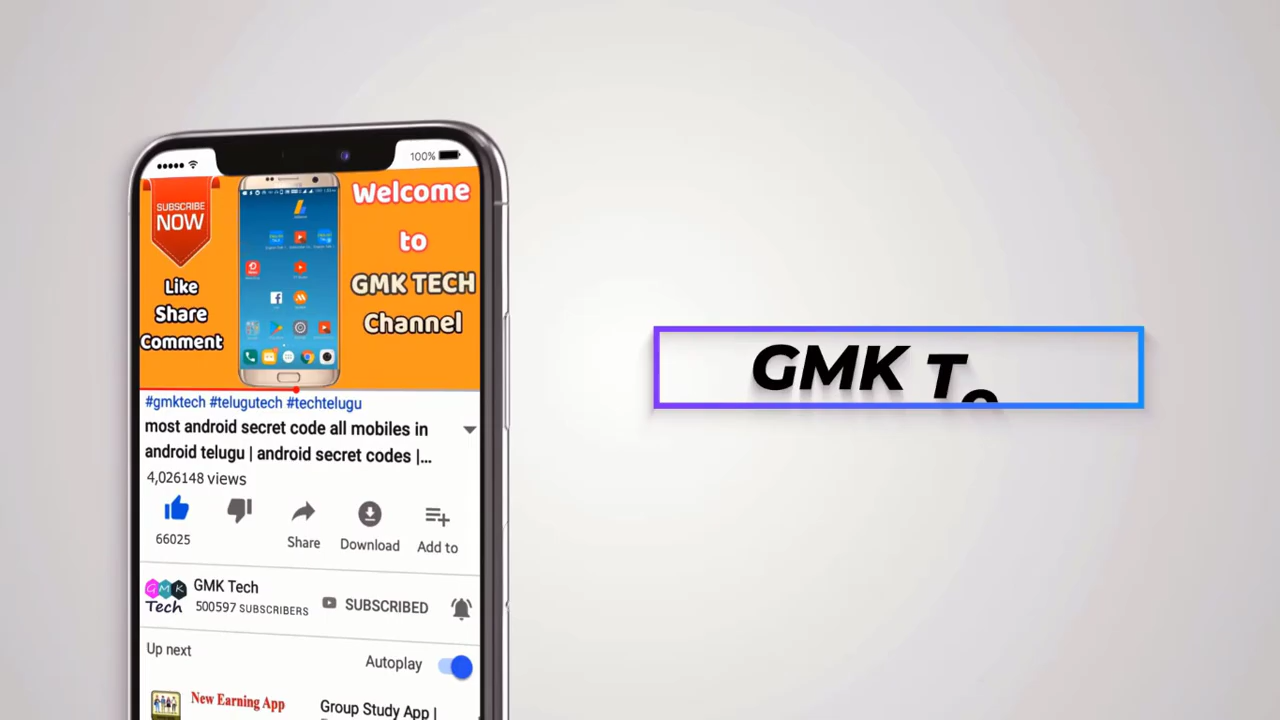 100%
SUBSCRIBE
NOW
Like
Share
Comment
Welcome
to
GMK TECH
Channel
#gmktech #telugutech #techtelugu
most android secret code all mobiles in
android telugu | android secret codes |...
4,026148 views
66025
Share
Download
Add to
GMK
Tech
GMK Tech
500597 SUBSCRIBERS
SUBSCRIBED
Up next
Autoplay
New Earning App
Group Study App |
GMK T